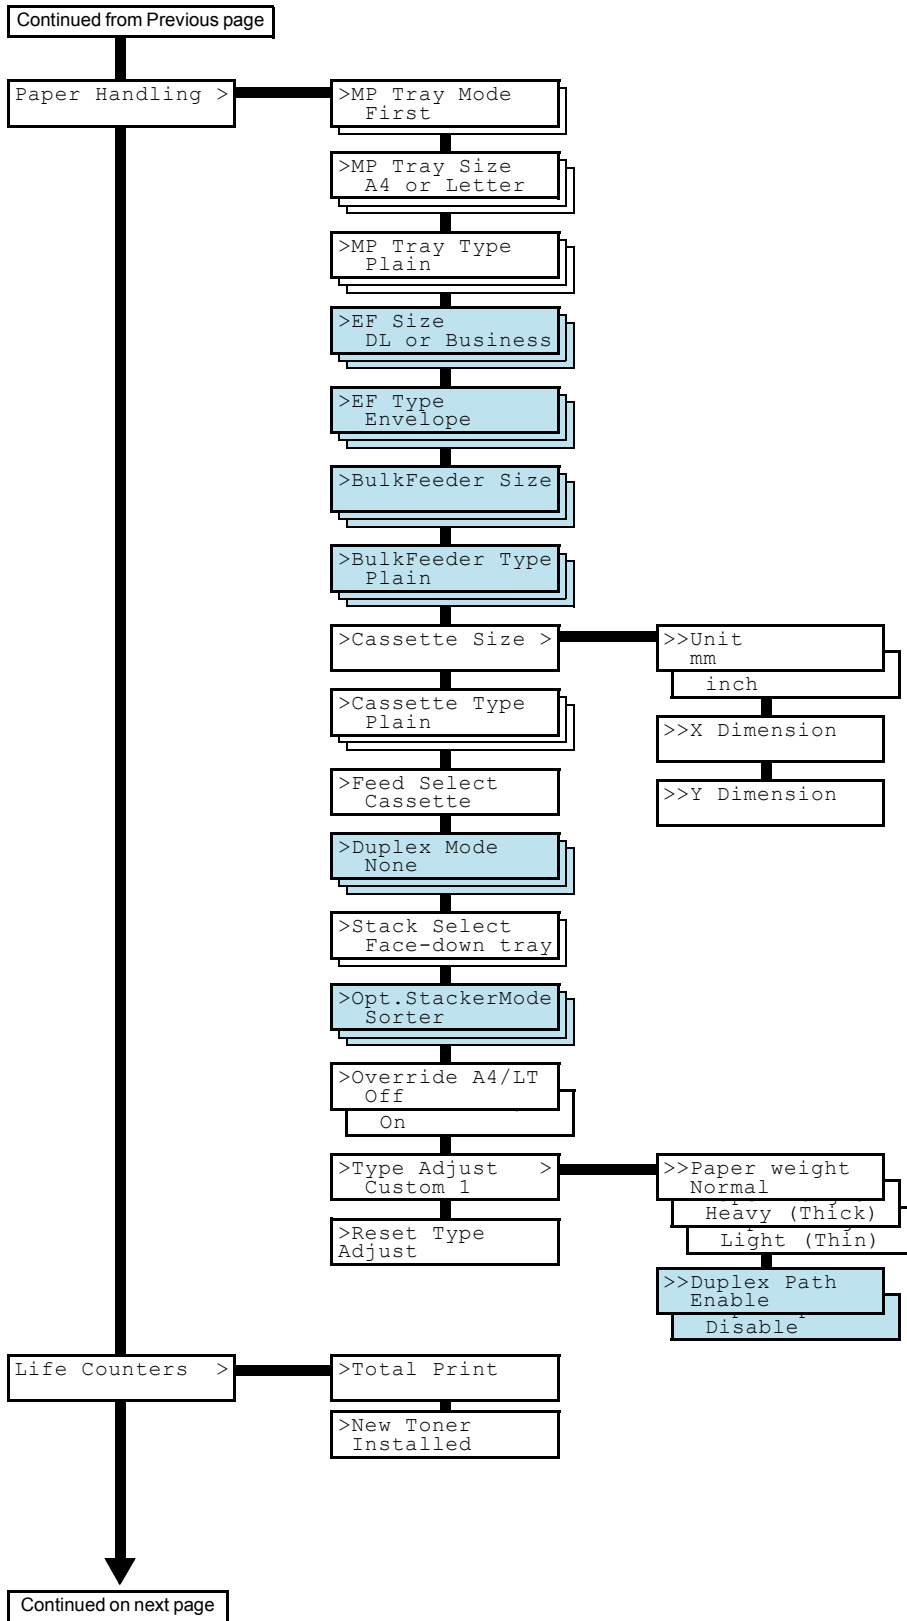 Continued from Previous page
Paper Handling >
>MP Tray Mode
First
>MP Tray Size
A4 or Letter
>MP Tray Type
Plain
>EF Size
DL or Business
>EF Type
Envelope
>BulkFeeder Size
>BulkFeeder Type
Plain
>Cassette Size >
>>Unit
mm
inch
>>X Dimension
>>Y Dimension
>Cassette Type
Plain
>Feed Select
Cassette
>Duplex Mode
None
>Stack Select
Face-down tray
>Opt.StackerMode
Sorter
>Override A4/LT
Off
On
>Type Adjust >
Custom 1
>>Paper weight
Normal
Heavy (Thick)
Light (Thin)
>>Duplex Path
Enable
Disable
>Reset Type
Adjust
Life Counters >
>Total Print
>New Toner
Installed
Continued on next page